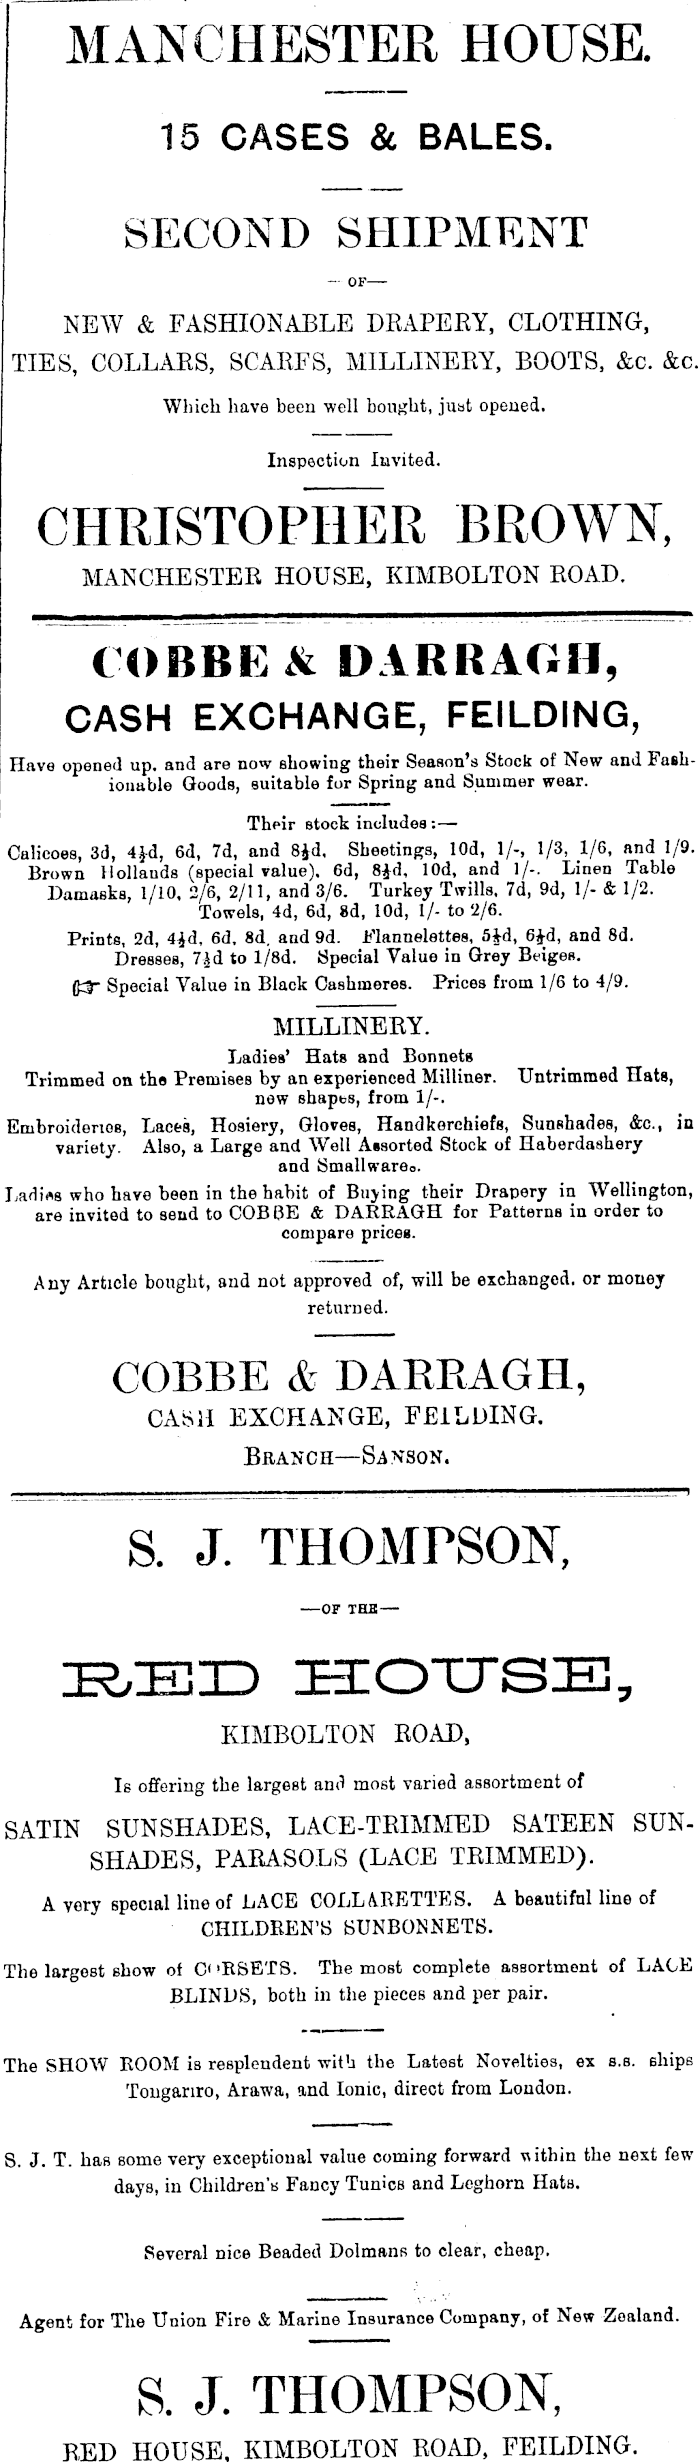 MANCHESTER HOUSE.
15 CASES & BALES.
SECOND SHIPMENT
— OF—
NEW & FASHIONABLE DRAPERY, CLOTHING,
TIES, COLLARS, SCARFS, MILLINERY, BOOTS, &c. &c.
Which have been well bought, just opened.
Inspection Invited.
CHRISTOPHER BROWN,
MANCHESTER HOUSE, KIMBOLTON ROAD.
COBBE & DARRAGH,
CASH EXCHANGE, FEILDING,
Have opened up. and are now showing their Season's Stock of New and Fash-
ionable Goods, suitable for Spring and Summer wear.
Their stock includes:—
Calicoes, 3d, 4½d, 6d, 7d, and 8½d. Sheetings, 10d, 1/-, 1/3, 1/6, and 1/9.
Brown Hollands (special value). 6d, 8½d, 10d, and 1/-. Linen Table
Damasks, 1/10, 2/6, 2/11, and 3/6. Turkey Twills, 7d, 9d, 1/- & 1/2.
Towels, 4d, 6d, 8d, 10d, 1/- to 2/6.
Prints, 2d, 4½d, 6d, 8d, and 9d. Flannelettes, 5½d, 6½d, and 8d.
Dresses, 7½d to 1/8d. Special Value in Grey Beiges.
☞ Special Value in Black Cashmeres. Prices from 1/6 to 4/9.
MILLINERY.
Ladies' Hats and Bonnets
Trimmed on the Premises by an experienced Milliner. Untrimmed Hats,
new shapes, from 1/-.
Embroideries, Laces, Hosiery, Gloves, Handkerchiefs, Sunshades, &c., in
variety. Also, a Large and Well Assorted Stock of Haberdashery
and Smallwares.
Ladies who have been in the habit of Buying their Drapery in Wellington,
are invited to send to COBBE & DARRAGH for Patterns in order to
compare prices.
Any Article bought, and not approved of, will be exchanged. or money
returned.
COBBE & DARRAGH,
CASH EXCHANGE, FEILDING.
BRANCH—SANSON.
S. J. THOMPSON,
—OF THE—
RED HOUSE,
KIMBOLTON ROAD,
Is offering the largest and most varied assortment of
SATIN SUNSHADES, LACE-TRIMMED SATEEN SUN-
SHADES, PARASOLS (LACE TRIMMED).
A very special line of LACE COLLARETTES. A beautiful line of
CHILDREN'S SUNBONNETS.
The largest show of CORSETS. The most complete assortment of LACE
BLINDS, both in the pieces and per pair.
The SHOW ROOM is resplendent with the Latest Novelties, ex s.s. ships
Tongariro, Arawa, and Ionic, direct from London.
S. J. T. has some very exceptional value coming forward within the next few
days, in Children's Fancy Tunics and Leghorn Hats.
Several nice Beaded Dolmans to clear, cheap.
Agent for The Union Fire & Marine Insurance Company, of New Zealand.
S. J. THOMPSON,
RED HOUSE, KIMBOLTON ROAD, FEILDING.